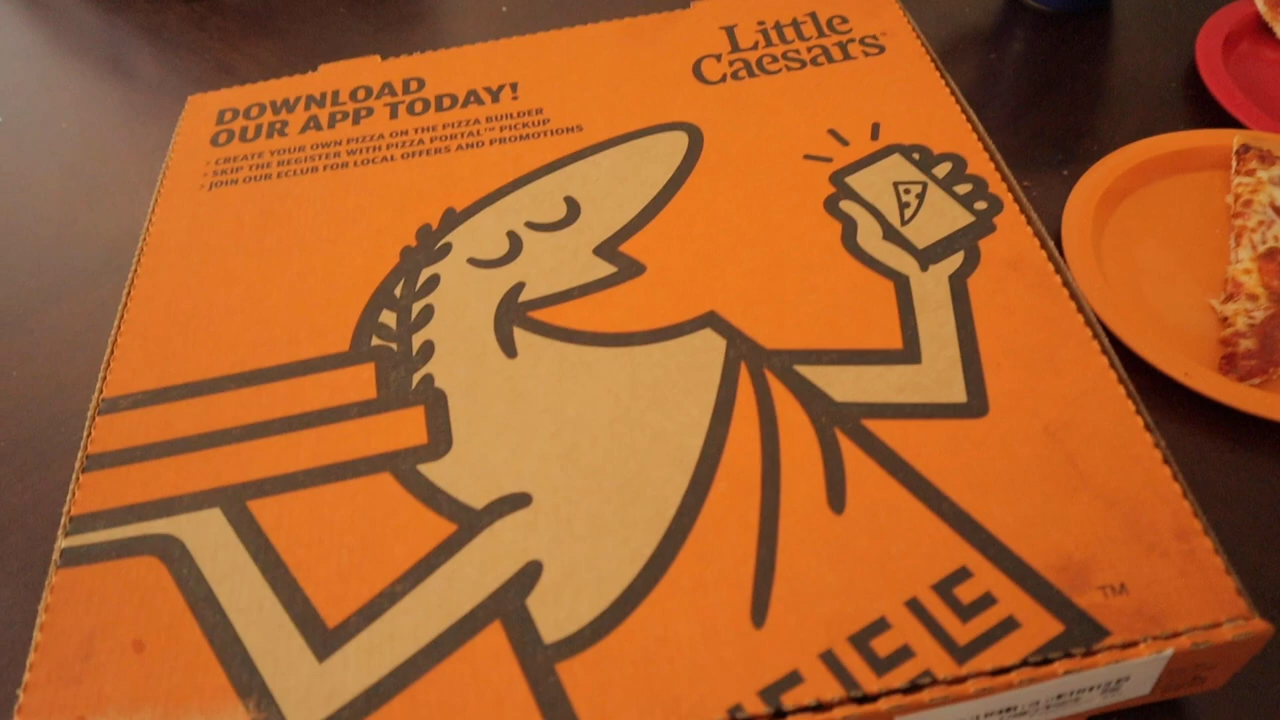 Little
Caesars
DOWNLOAD
OUR APP TODAY!
> CREATE YOUR OWN PIZZA ON THE PIZZA BUILDER
> SKIP THE REGISTER WITH PIZZA PORTAL™ PICKUP
> JOIN OUR ECLUB FOR LOCAL OFFERS AND PROMOTIONS
TM